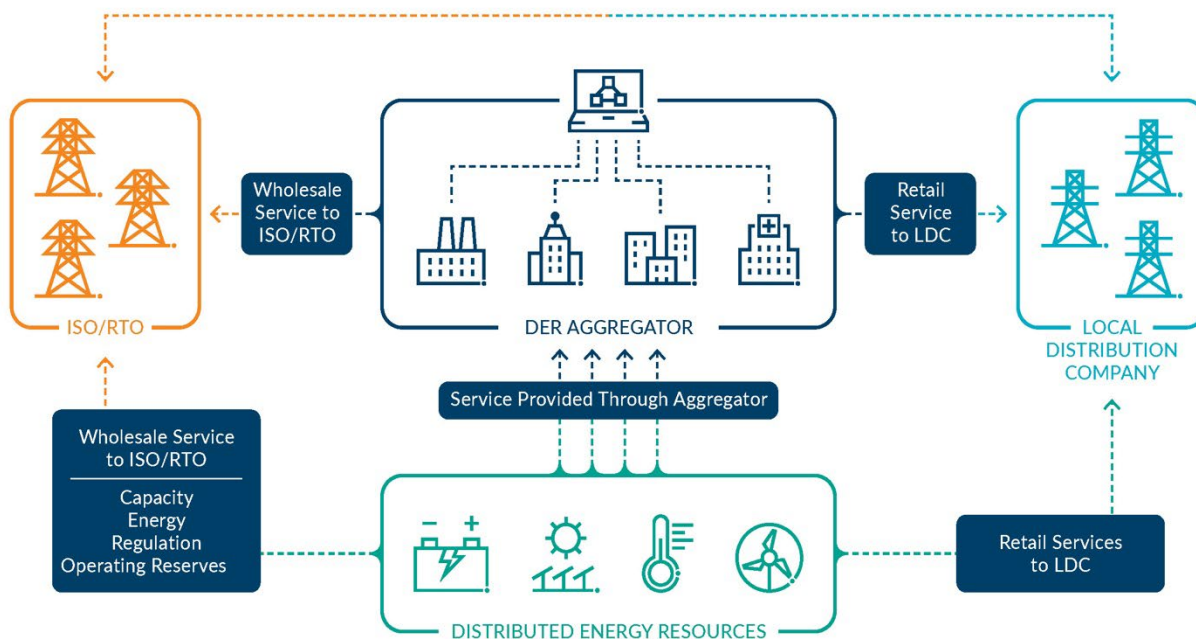 Wholesale
Service to
ISO/RTO
Retail
Service
to LDC
ISO/RTO
DER AGGREGATOR
LOCAL
DISTRIBUTION
COMPANY
Service Provided Through Aggregator
Wholesale Service
to ISO/RTO
Capacity
Energy
Regulation
Operating Reserves
Retail Services
to LDC
DISTRIBUTED ENERGY RESOURCES